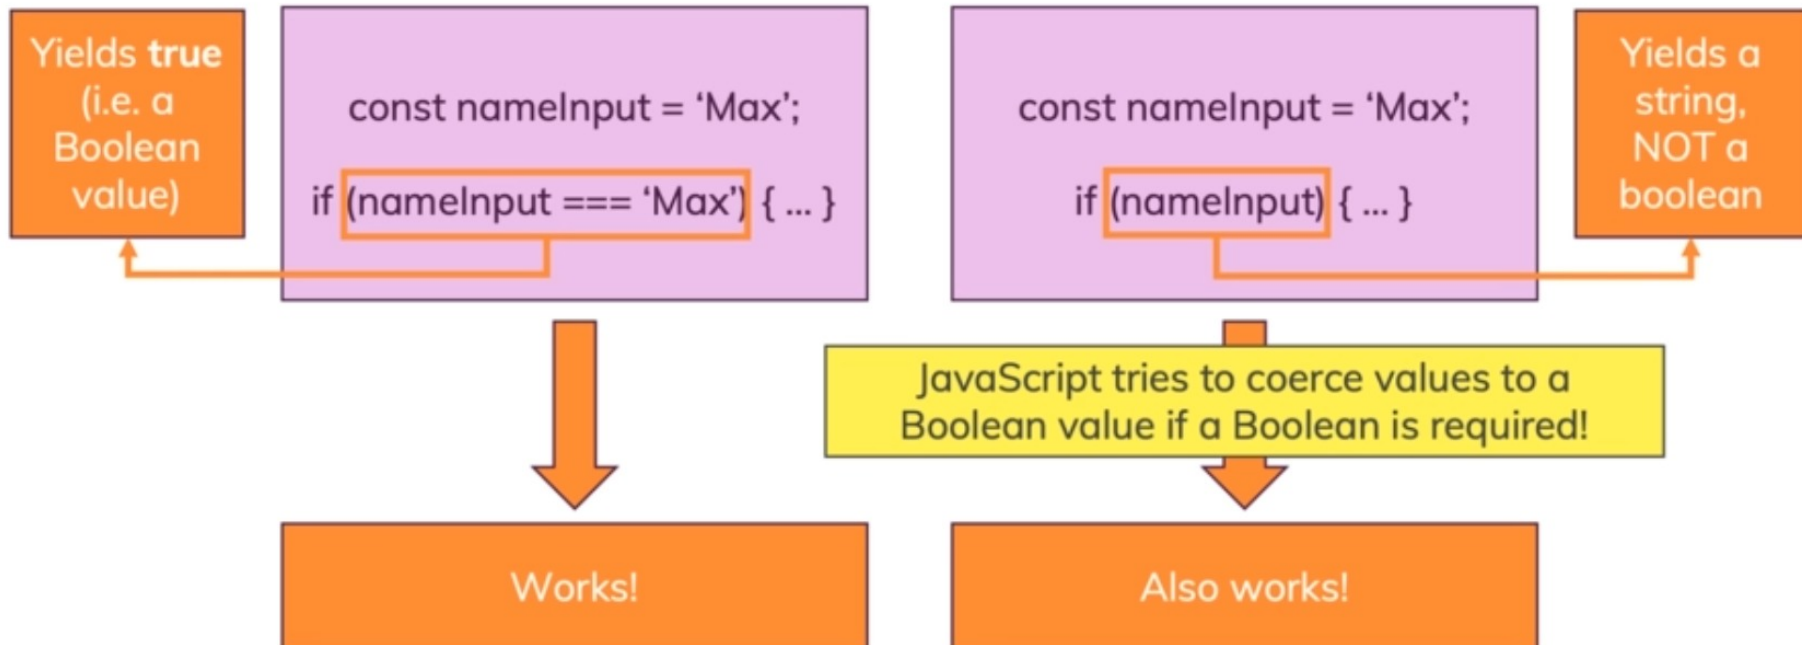 Yields true
(i.e. a
Boolean
value)
const nameInput = ‘Max’;
if (nameInput === ‘Max’) { ... }
const nameInput = ‘Max’;
if (nameInput) { ... }
Yields a
string,
NOT a
boolean
JavaScript tries to coerce values to a
Boolean value if a Boolean is required!
Works!
Also works!